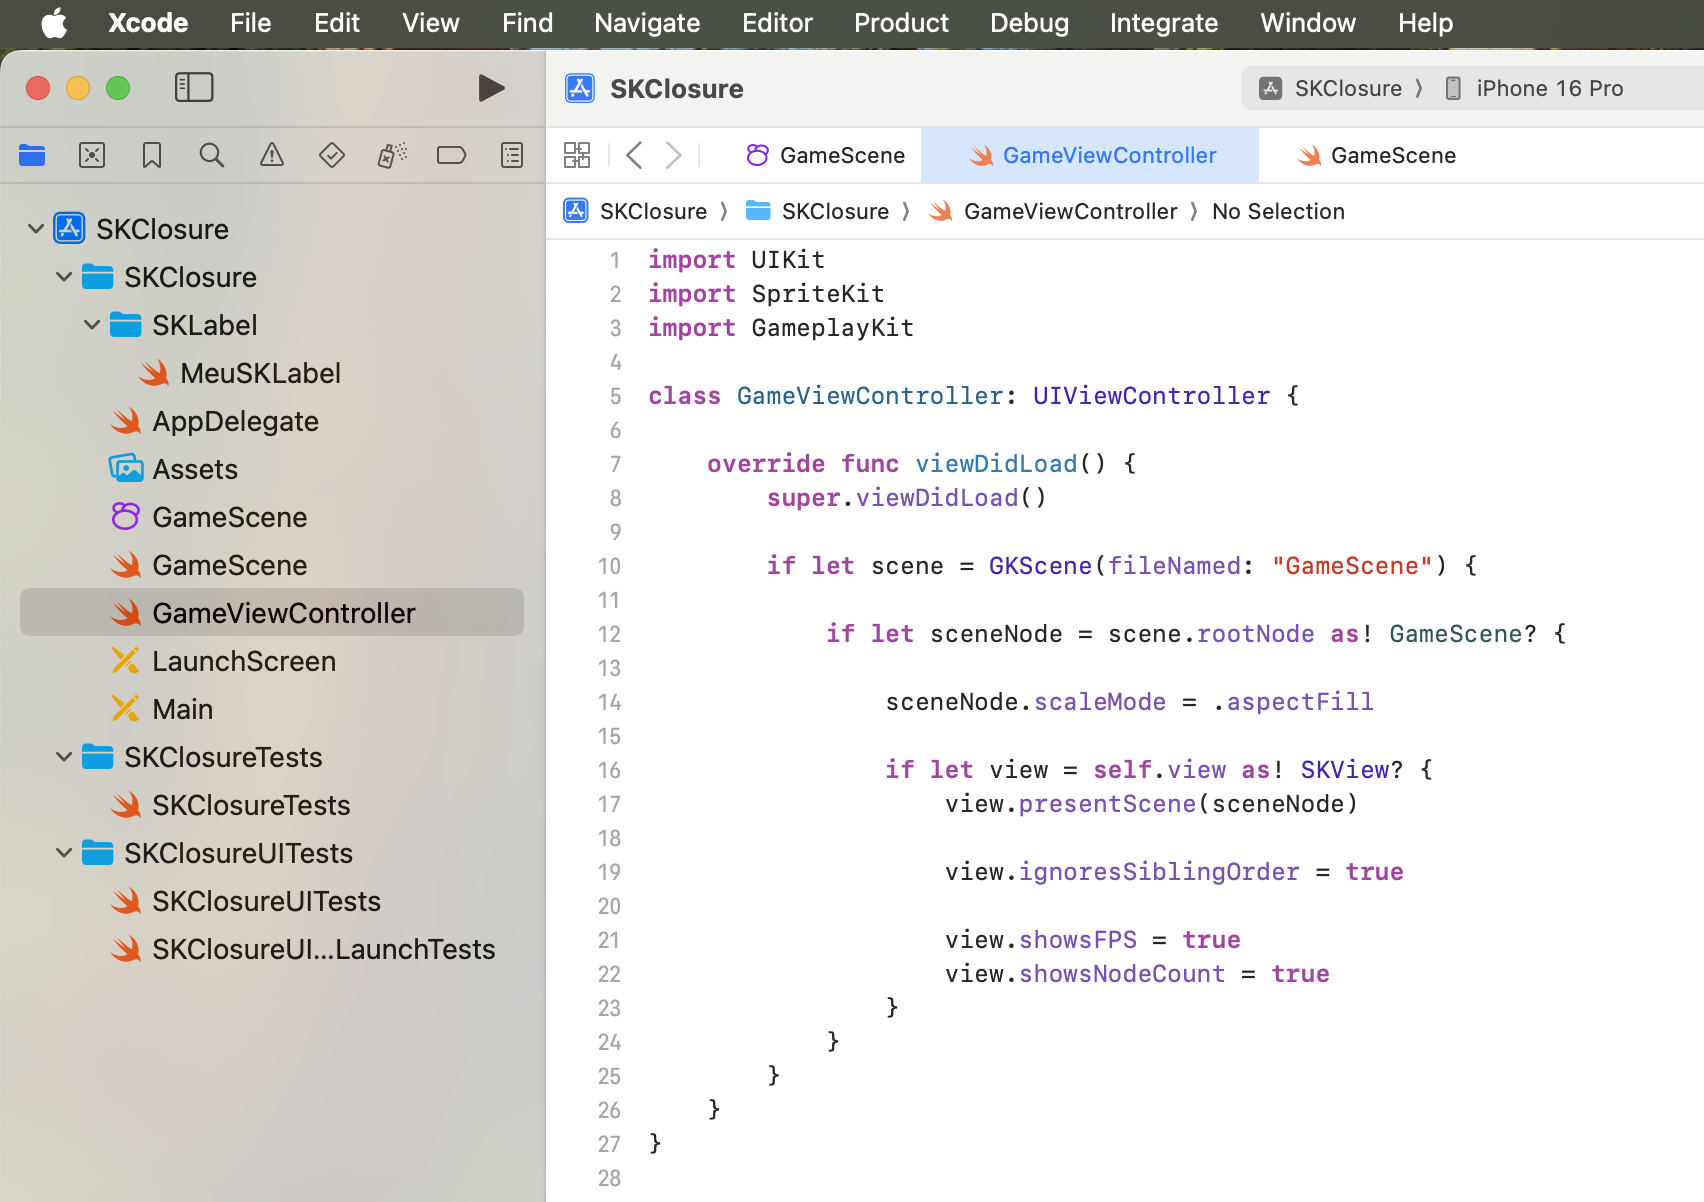 Xcode File Edit View Find Navigate Editor Product Debug Integrate Window Help
SKClosure
SKClosure 〉 iPhone 16 Pro
GameScene GameViewController GameScene
SKClosure 〉 SKClosure 〉 GameViewController 〉 No Selection
SKClosure
SKClosure
SKLabel
MeuSKLabel
AppDelegate
Assets
GameScene
GameScene
GameViewController
LaunchScreen
Main
SKClosureTests
SKClosureTests
SKClosureUITests
SKClosureUITests
SKClosureUI...LaunchTests
1 import UIKit
2 import SpriteKit
3 import GameplayKit
4
5 class GameViewController: UIViewController {
6
7     override func viewDidLoad() {
8         super.viewDidLoad()
9
10         if let scene = GKScene(fileNamed: "GameScene") {
11
12             if let sceneNode = scene.rootNode as! GameScene? {
13
14                 sceneNode.scaleMode = .aspectFill
15
16                 if let view = self.view as! SKView? {
17                     view.presentScene(sceneNode)
18
19                     view.ignoresSiblingOrder = true
20
21                     view.showsFPS = true
22                     view.showsNodeCount = true
23                 }
24             }
25         }
26     }
27 }
28